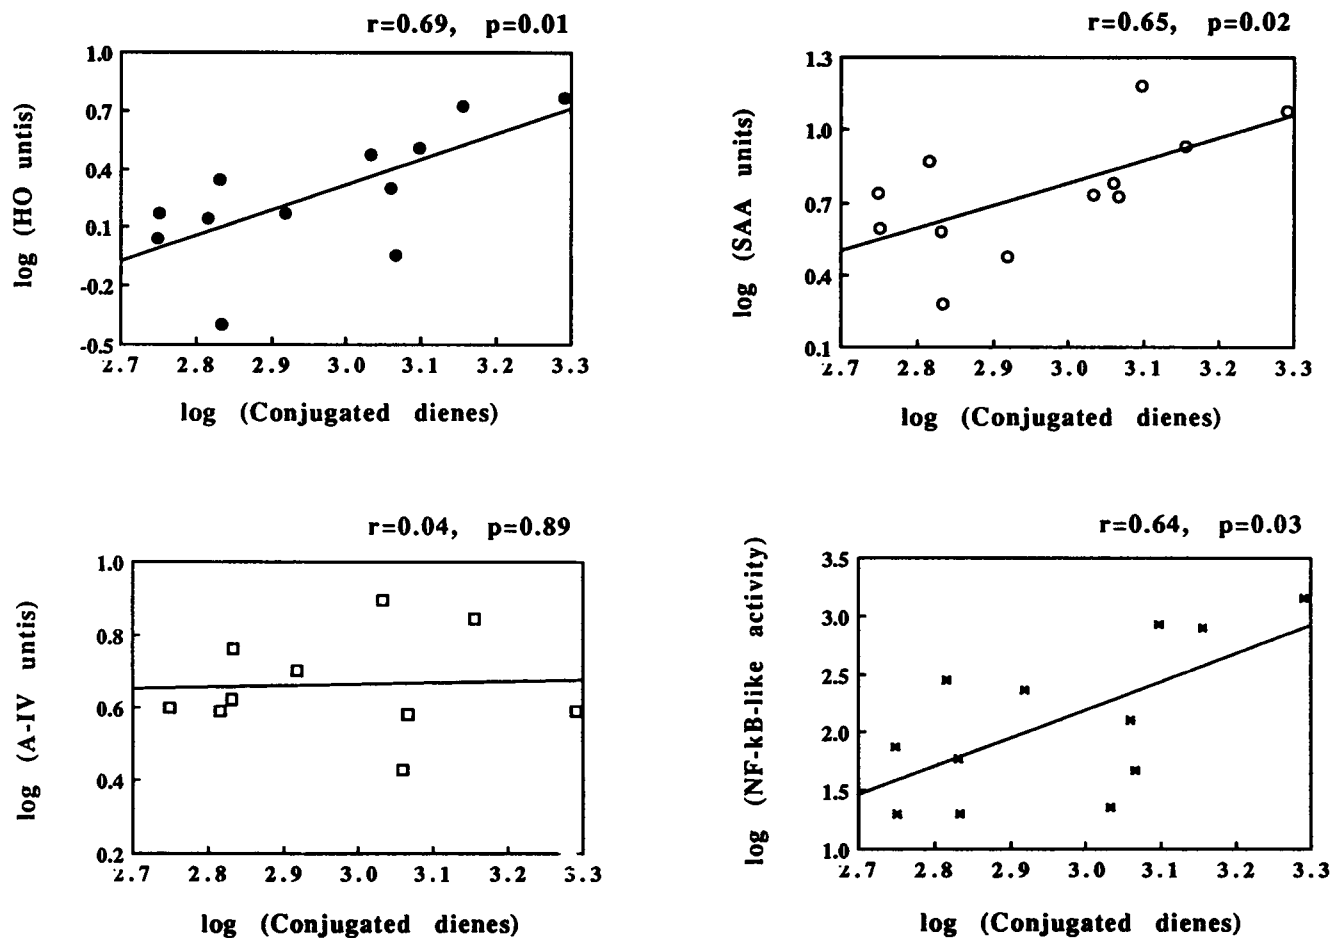 r=0.69, p=0.01
1.0
0.7
0.4
0.1
-0.2
-0.5
log (HO untis)
2.7 2.8 2.9 3.0 3.1 3.2 3.3
log (Conjugated dienes)
r=0.65, p=0.02
1.3
1.0
0.7
0.4
0.1
log (SAA units)
2.7 2.8 2.9 3.0 3.1 3.2 3.3
log (Conjugated dienes)
r=0.04, p=0.89
1.0
0.8
0.6
0.4
0.2
log (A-IV untis)
2.7 2.8 2.9 3.0 3.1 3.2 3.3
log (Conjugated dienes)
r=0.64, p=0.03
3.5
3.0
2.5
2.0
1.5
1.0
log (NF-kB-like activity)
2.7 2.8 2.9 3.0 3.1 3.2 3.3
log (Conjugated dienes)